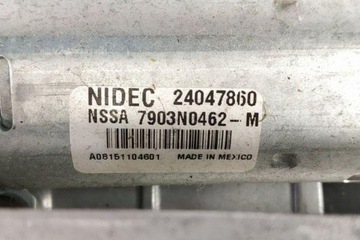 NIDEC 24047860
NSSA 7903N0462-M
A08151104601 MADE IN MEXICO